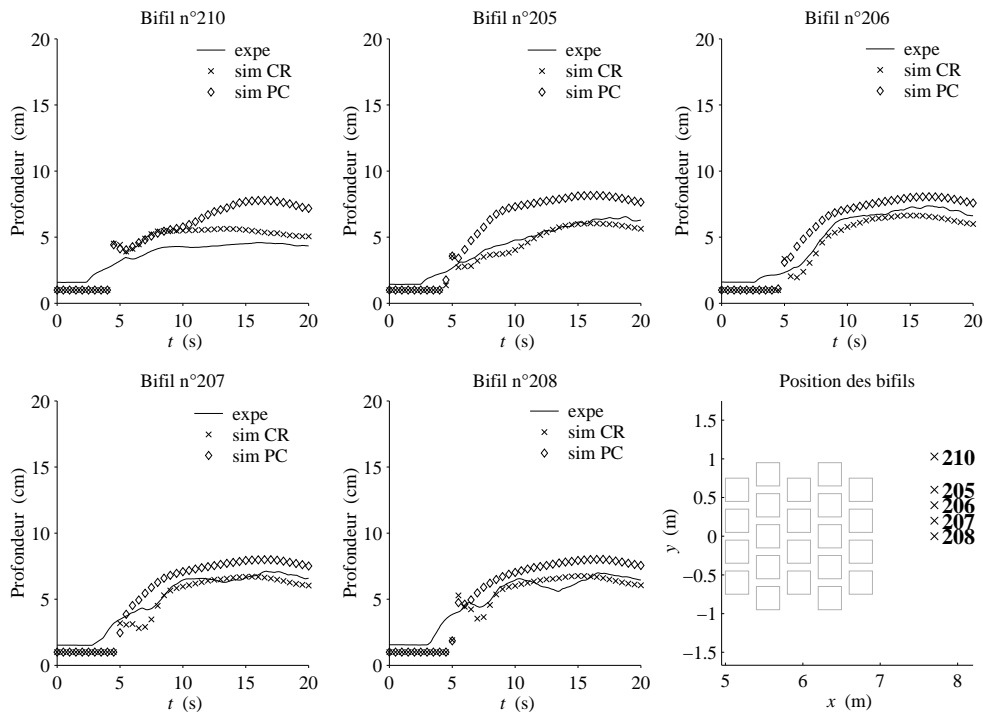 Bifil n°210
20
15
10
5
0
Profondeur (cm)
0 5 10 15 20
t (s)
expe
sim CR
sim PC
Bifil n°205
20
15
10
5
0
Profondeur (cm)
0 5 10 15 20
t (s)
expe
sim CR
sim PC
Bifil n°206
20
15
10
5
0
Profondeur (cm)
0 5 10 15 20
t (s)
expe
sim CR
sim PC
Bifil n°207
20
15
10
5
0
Profondeur (cm)
0 5 10 15 20
t (s)
expe
sim CR
sim PC
Bifil n°208
20
15
10
5
0
Profondeur (cm)
0 5 10 15 20
t (s)
expe
sim CR
sim PC
Position des bifils
1.5
1
0.5
0
−0.5
−1
−1.5
y (m)
5 6 7 8
x (m)
210
205
206
207
208